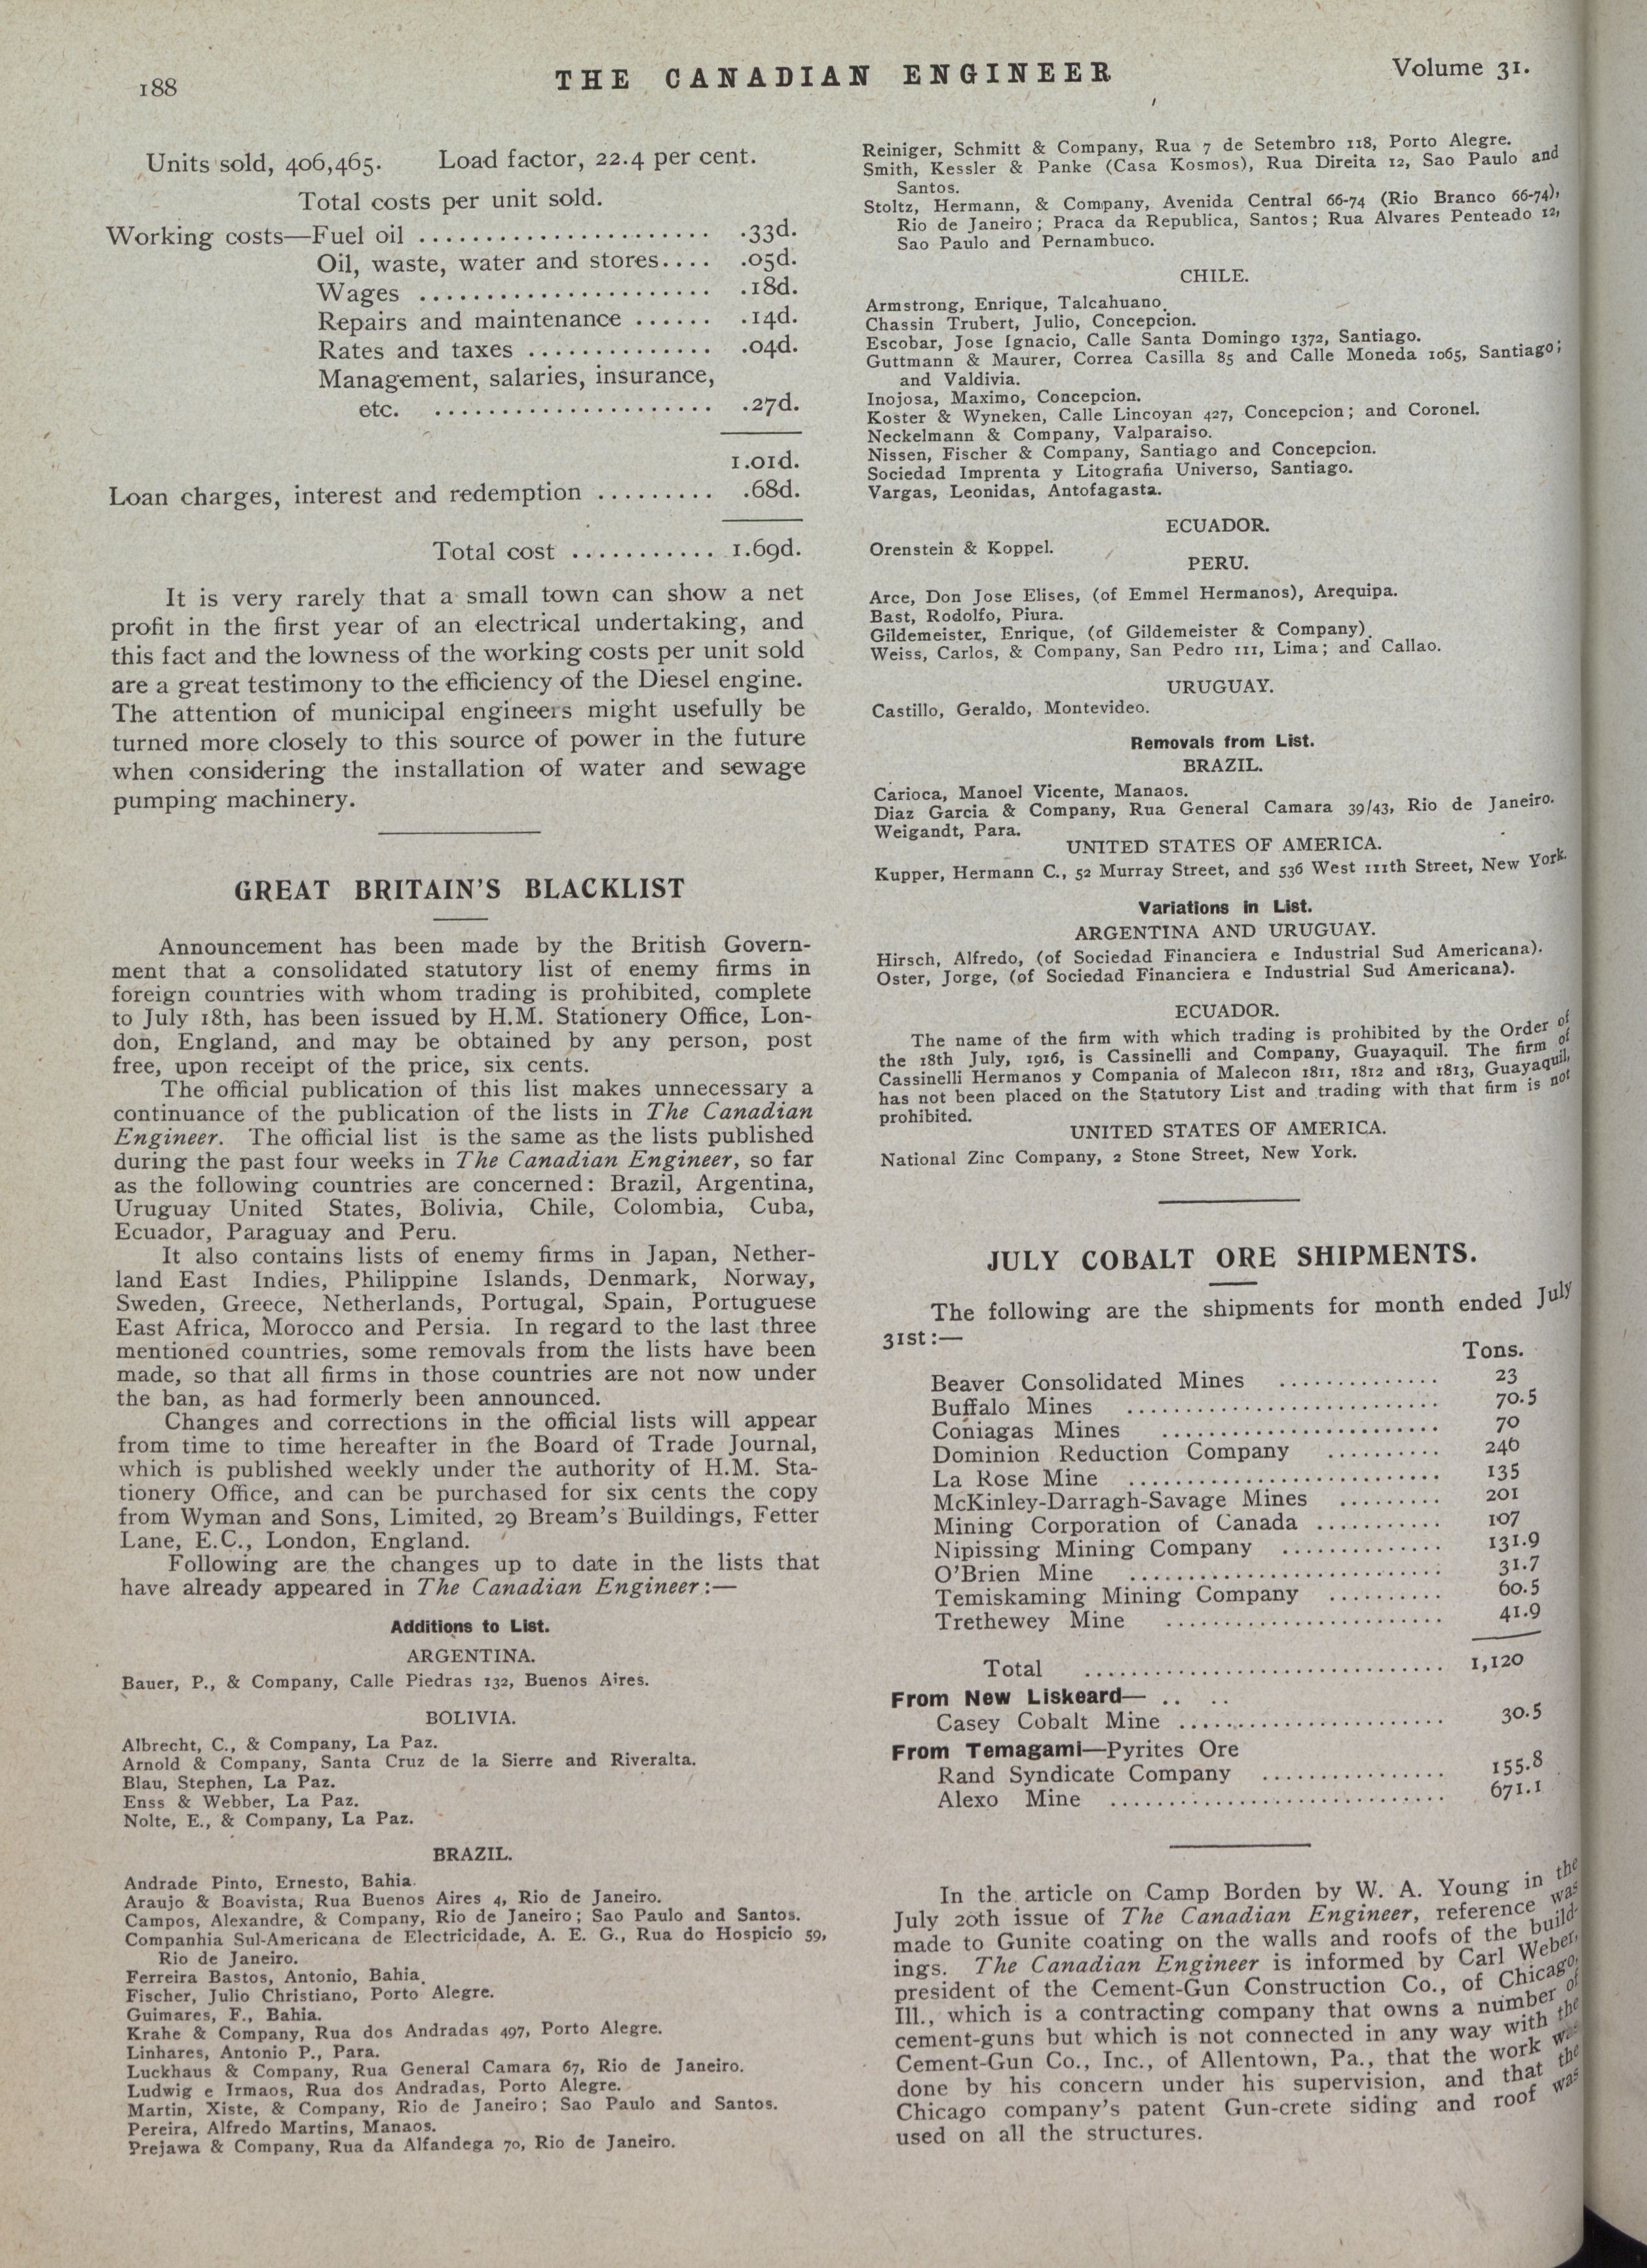 188
THE CANADIAN ENGINEER
Volume 31.
Units sold, 406,465. Load factor, 22.4 per cent.
Total costs per unit sold.
Working costs—Fuel oil ...................... .33d.
Oil, waste, water and stores.... .05d.
Wages ...................... .18d.
Repairs and maintenance ...... .14d.
Rates and taxes .............. .04d.
Management, salaries, insurance,
etc. ..................... .27d.
1.01d.
Loan charges, interest and redemption ......... .68d.
Total cost ........... 1.69d.
It is very rarely that a small town can show a net
profit in the first year of an electrical undertaking, and
this fact and the lowness of the working costs per unit sold
are a great testimony to the efficiency of the Diesel engine.
The attention of municipal engineers might usefully be
turned more closely to this source of power in the future
when considering the installation of water and sewage
pumping machinery.
GREAT BRITAIN'S BLACKLIST
Announcement has been made by the British Govern-
ment that a consolidated statutory list of enemy firms in
foreign countries with whom trading is prohibited, complete
to July 18th, has been issued by H.M. Stationery Office, Lon-
don, England, and may be obtained by any person, post
free, upon receipt of the price, six cents.
The official publication of this list makes unnecessary a
continuance of the publication of the lists in The Canadian
Engineer. The official list is the same as the lists published
during the past four weeks in The Canadian Engineer, so far
as the following countries are concerned: Brazil, Argentina,
Uruguay United States, Bolivia, Chile, Colombia, Cuba,
Ecuador, Paraguay and Peru.
It also contains lists of enemy firms in Japan, Nether-
land East Indies, Philippine Islands, Denmark, Norway,
Sweden, Greece, Netherlands, Portugal, Spain, Portuguese
East Africa, Morocco and Persia. In regard to the last three
mentioned countries, some removals from the lists have been
made, so that all firms in those countries are not now under
the ban, as had formerly been announced.
Changes and corrections in the official lists will appear
from time to time hereafter in the Board of Trade Journal,
which is published weekly under the authority of H.M. Sta-
tionery Office, and can be purchased for six cents the copy
from Wyman and Sons, Limited, 29 Bream's Buildings, Fetter
Lane, E.C., London, England.
Following are the changes up to date in the lists that
have already appeared in The Canadian Engineer:—
Additions to List.
ARGENTINA.
Bauer, P., & Company, Calle Piedras 132, Buenos Aires.
BOLIVIA.
Albrecht, C., & Company, La Paz.
Arnold & Company, Santa Cruz de la Sierre and Riveralta.
Blau, Stephen, La Paz.
Enss & Webber, La Paz.
Nolte, E., & Company, La Paz.
BRAZIL.
Andrade Pinto, Ernesto, Bahia.
Araujo & Boavista, Rua Buenos Aires 4, Rio de Janeiro.
Campos, Alexandre, & Company, Rio de Janeiro; Sao Paulo and Santos.
Companhia Sul-Americana de Electricidade, A. E. G., Rua do Hospicio 59,
Rio de Janeiro.
Ferreira Bastos, Antonio, Bahia.
Fischer, Julio Christiano, Porto Alegre.
Guimares, F., Bahia.
Krahe & Company, Rua dos Andradas 497, Porto Alegre.
Linhares, Antonio P., Para.
Luckhaus & Company, Rua General Camara 67, Rio de Janeiro.
Ludwig e Irmaos, Rua dos Andradas, Porto Alegre.
Martin, Xiste, & Company, Rio de Janeiro; Sao Paulo and Santos.
Pereira, Alfredo Martins, Manaos.
Prejawa & Company, Rua da Alfandega 70, Rio de Janeiro.
Reiniger, Schmitt & Company, Rua 7 de Setembro 118, Porto Alegre.
Smith, Kessler & Panke (Casa Kosmos), Rua Direita 12, Sao Paulo and
Santos.
Stoltz, Hermann, & Company, Avenida Central 66-74 (Rio Branco 66-74),
Rio de Janeiro; Praca da Republica, Santos; Rua Alvares Penteado 12,
Sao Paulo and Pernambuco.
CHILE.
Armstrong, Enrique, Talcahuano.
Chassin Trubert, Julio, Concepcion.
Escobar, Jose Ignacio, Calle Santa Domingo 1372, Santiago.
Guttmann & Maurer, Correa Casilla 85 and Calle Moneda 1065, Santiago;
and Valdivia.
Inojosa, Maximo, Concepcion.
Koster & Wyneken, Calle Lincoyan 427, Concepcion; and Coronel.
Neckelmann & Company, Valparaiso.
Nissen, Fischer & Company, Santiago and Concepcion.
Sociedad Imprenta y Litografia Universo, Santiago.
Vargas, Leonidas, Antofagasta.
ECUADOR.
Orenstein & Koppel.
PERU.
Arce, Don Jose Elises, (of Emmel Hermanos), Arequipa.
Bast, Rodolfo, Piura.
Gildemeister, Enrique, (of Gildemeister & Company).
Weiss, Carlos, & Company, San Pedro 111, Lima; and Callao.
URUGUAY.
Castillo, Geraldo, Montevideo.
Removals from List.
BRAZIL.
Carioca, Manoel Vicente, Manaos.
Diaz Garcia & Company, Rua General Camara 39/43, Rio de Janeiro.
Weigandt, Para.
UNITED STATES OF AMERICA.
Kupper, Hermann C., 52 Murray Street, and 536 West 111th Street, New York.
Variations in List.
ARGENTINA AND URUGUAY.
Hirsch, Alfredo, (of Sociedad Financiera e Industrial Sud Americana).
Oster, Jorge, (of Sociedad Financiera e Industrial Sud Americana).
ECUADOR.
The name of the firm with which trading is prohibited by the Order of
the 18th July, 1916, is Cassinelli and Company, Guayaquil. The firm of
Cassinelli Hermanos y Compania of Malecon 1811, 1812 and 1813, Guayaquil,
has not been placed on the Statutory List and trading with that firm is not
prohibited.
UNITED STATES OF AMERICA.
National Zinc Company, 2 Stone Street, New York.
JULY COBALT ORE SHIPMENTS.
The following are the shipments for month ended July
31st:—
Tons.
Beaver Consolidated Mines .............. 23
Buffalo Mines ........................... 70.5
Coniagas Mines ........................ 70
Dominion Reduction Company .......... 246
La Rose Mine ........................... 135
McKinley-Darragh-Savage Mines ......... 201
Mining Corporation of Canada ........... 107
Nipissing Mining Company .............. 131.9
O'Brien Mine ........................... 31.7
Temiskaming Mining Company .......... 60.5
Trethewey Mine ........................ 41.9
Total ............................... 1,120
From New Liskeard— .. ..
Casey Cobalt Mine ....................... 30.5
From Temagami—Pyrites Ore
Rand Syndicate Company ................ 155.8
Alexo Mine ............................. 671.1
In the article on Camp Borden by W. A. Young in the
July 20th issue of The Canadian Engineer, reference was
made to Gunite coating on the walls and roofs of the build-
ings. The Canadian Engineer is informed by Carl Weber,
president of the Cement-Gun Construction Co., of Chicago,
Ill., which is a contracting company that owns a number of
cement-guns but which is not connected in any way with the
Cement-Gun Co., Inc., of Allentown, Pa., that the work was
done by his concern under his supervision, and that the
Chicago company's patent Gun-crete siding and roof was
used on all the structures.